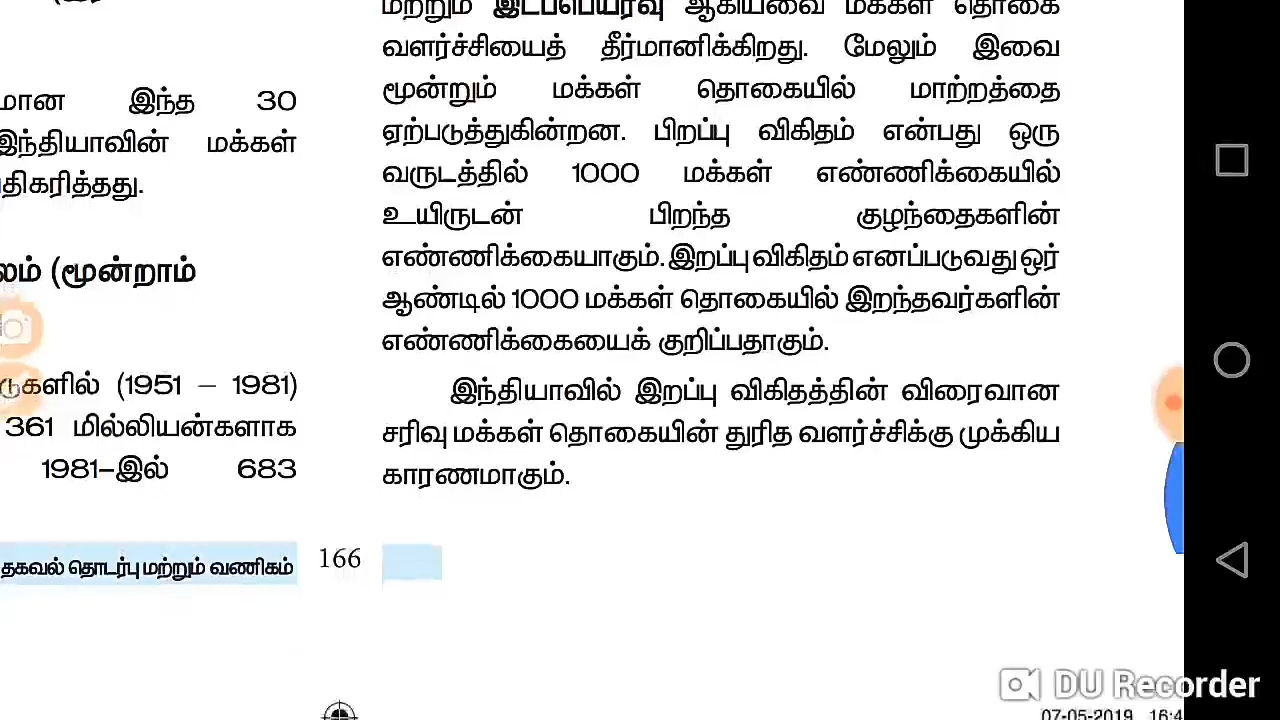 மான இந்த 30
இந்தியாவின் மக்கள்
திகரித்தது.
லம் (மூன்றாம்
டுகளில் (1951 – 1981)
361 மில்லியன்களாக
1981–இல் 683
தகவல் தொடர்பு மற்றும் வணிகம்
166
மற்றும் இடப்பெயர்வு ஆகியவை மக்கள் தொகை
வளர்ச்சியைத் தீர்மானிக்கிறது. மேலும் இவை
மூன்றும் மக்கள் தொகையில் மாற்றத்தை
ஏற்படுத்துகின்றன. பிறப்பு விகிதம் என்பது ஒரு
வருடத்தில் 1000 மக்கள் எண்ணிக்கையில்
உயிருடன் பிறந்த குழந்தைகளின்
எண்ணிக்கையாகும். இறப்பு விகிதம் எனப்படுவது ஓர்
ஆண்டில் 1000 மக்கள் தொகையில் இறந்தவர்களின்
எண்ணிக்கையைக் குறிப்பதாகும்.
இந்தியாவில் இறப்பு விகிதத்தின் விரைவான
சரிவு மக்கள் தொகையின் துரித வளர்ச்சிக்கு முக்கிய
காரணமாகும்.
DU Recorder
07-05-2019 16:4